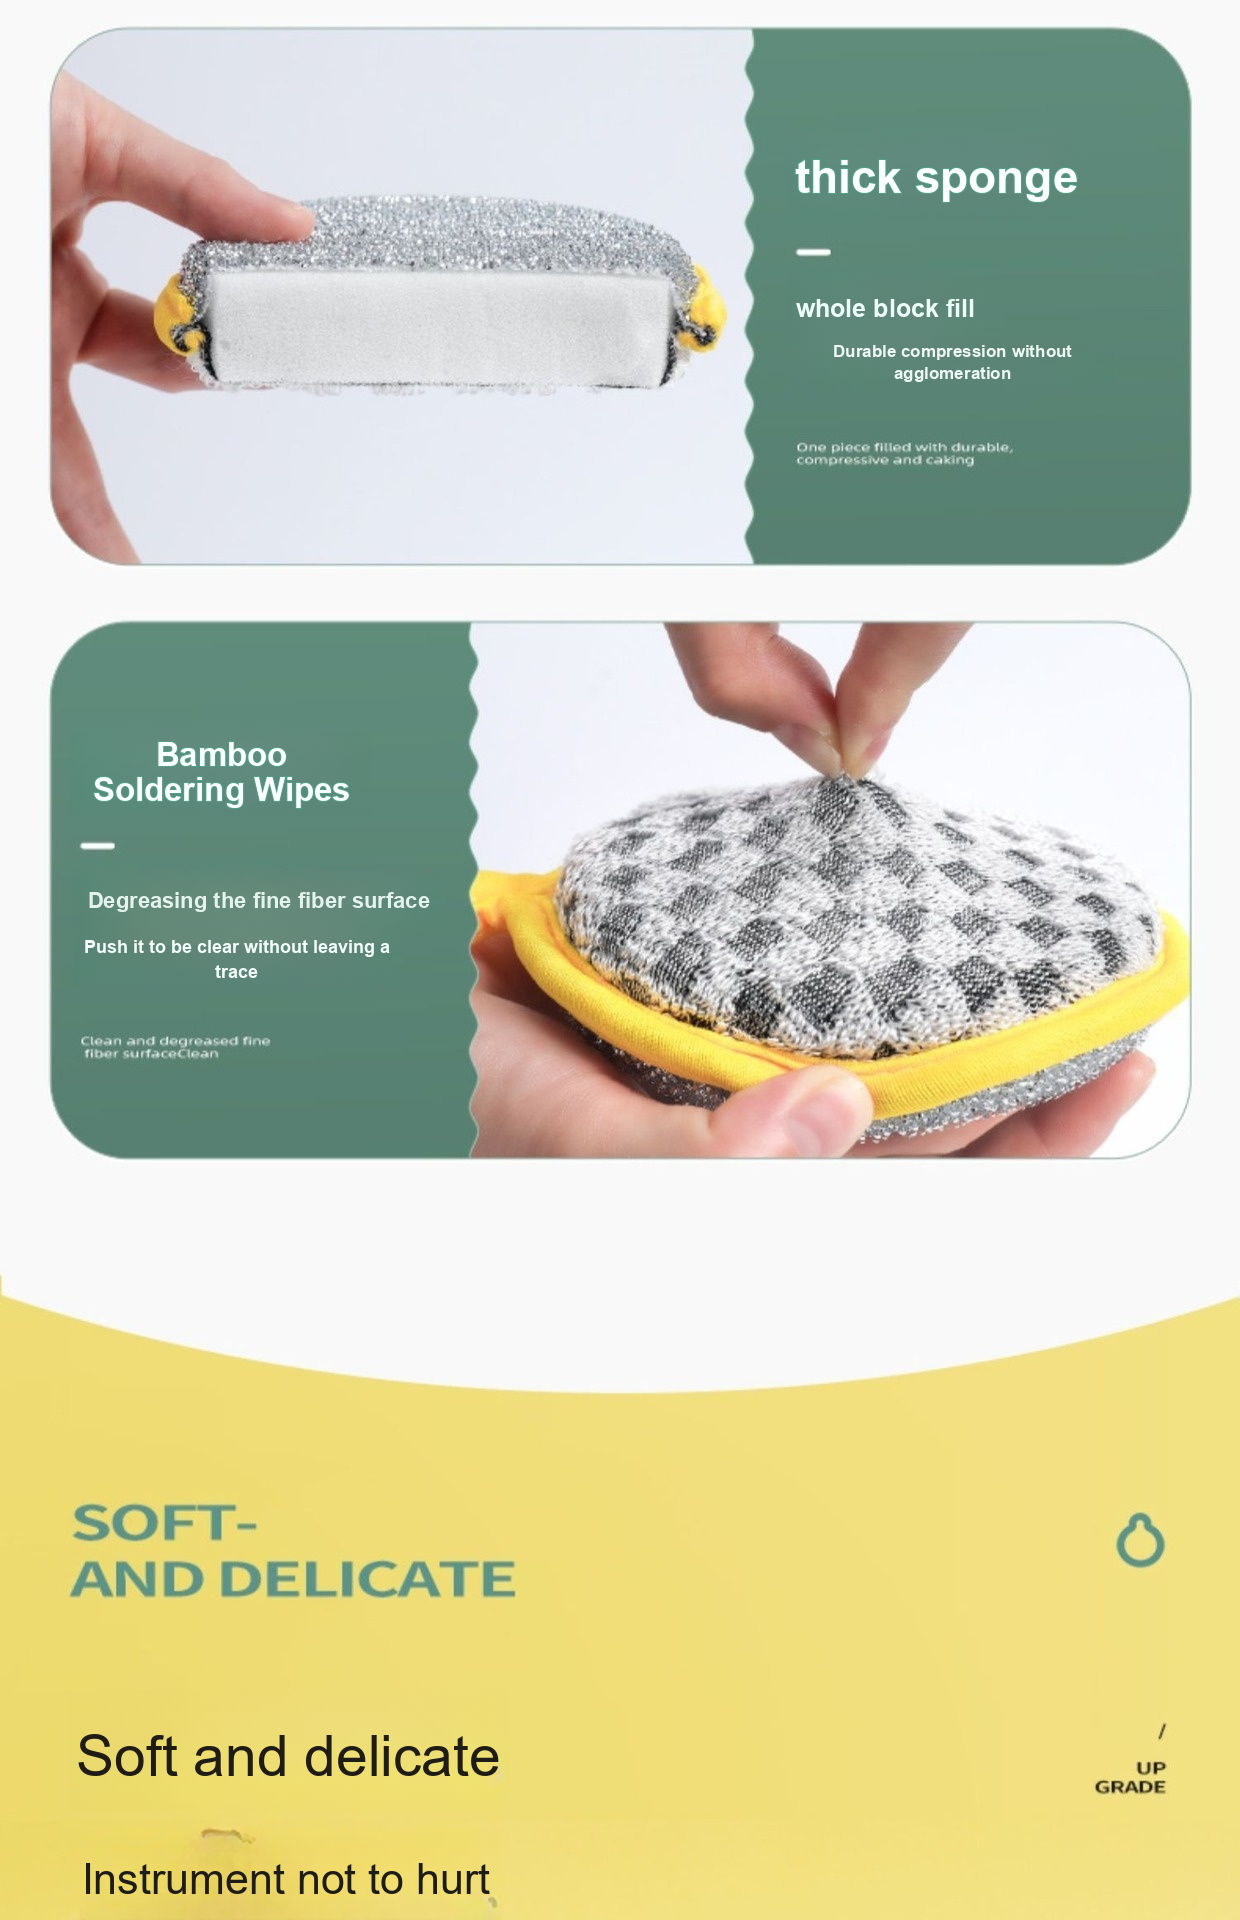 thick sponge
whole block fill
Durable compression without
agglomeration
One piece filled with durable,
compressive and caking
Bamboo
Soldering Wipes
Degreasing the fine fiber surface
Push it to be clear without leaving a
trace
Clean and degreased fine
fiber surfaceClean
SOFT-
AND DELICATE
Soft and delicate
/
UP
GRADE
Instrument not to hurt